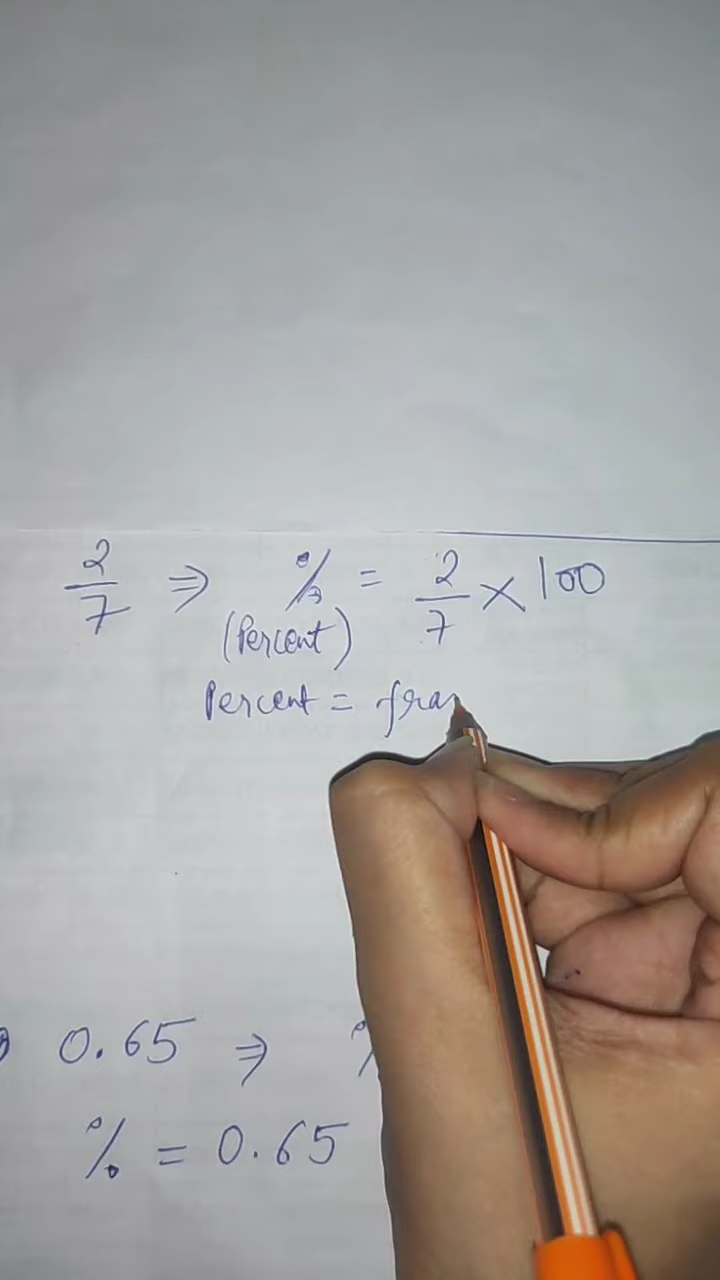 2/7 ⇒ % = 2/7 × 100
(Percent)
Percent = fra
0.65 ⇒ %
% = 0.65